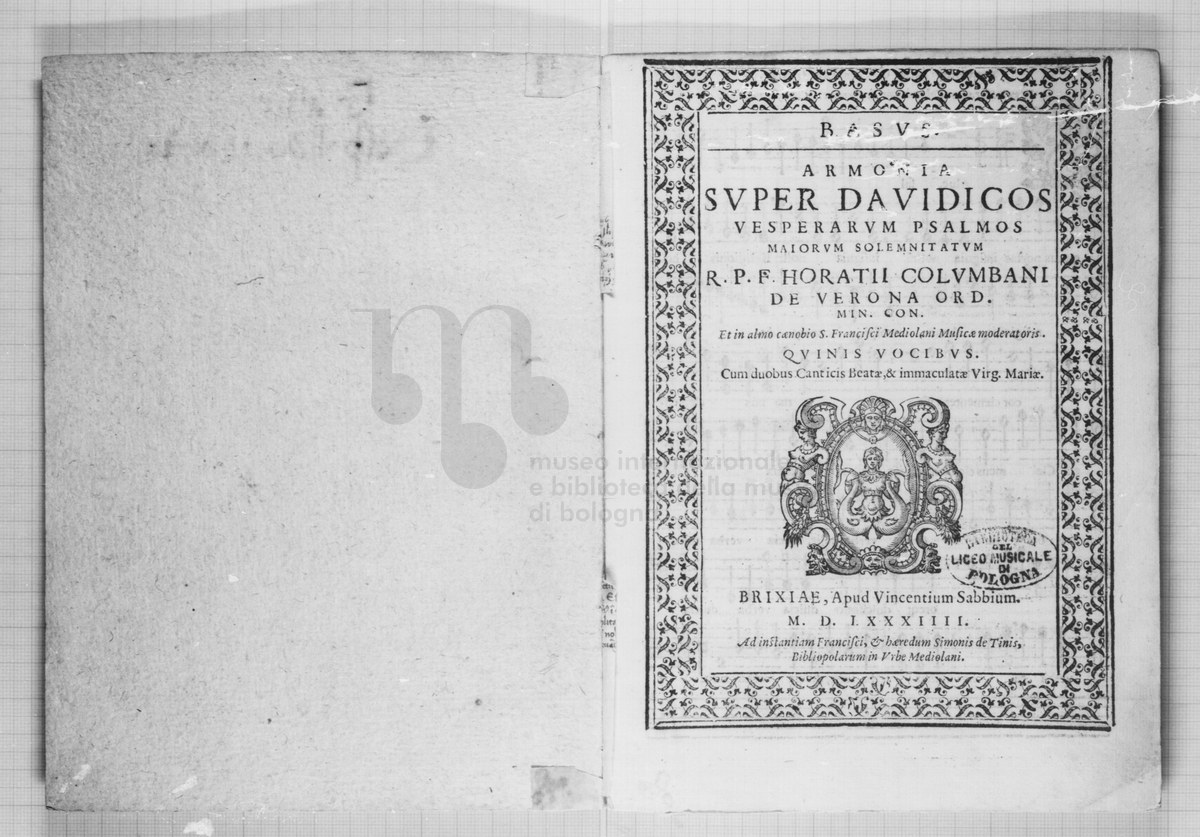 BASVS.
ARMONIA
SVPER DAVIDICOS
VESPERARVM PSALMOS
MAIORVM SOLEMNITATVM
R. P. F. HORATII COLVMBANI
DE VERONA ORD.
MIN. CON.
Et in almo cœnobio S. Francisci Mediolani Musicæ moderatoris.
QVINIS VOCIBVS.
Cum duobus Canticis Beatæ, & immaculatæ Virg. Mariæ.
BIBLIOTECA
DEL
LICEO MUSICALE
DI
BOLOGNA
BRIXIAE, Apud Vincentium Sabbium.
M. D. LXXXIIII.
Ad instantiam Francisci, & hæredum Simonis de Tinis,
Bibliopolarum in Vrbe Mediolani.
museo internazionale
e biblioteca della mu
di bologna